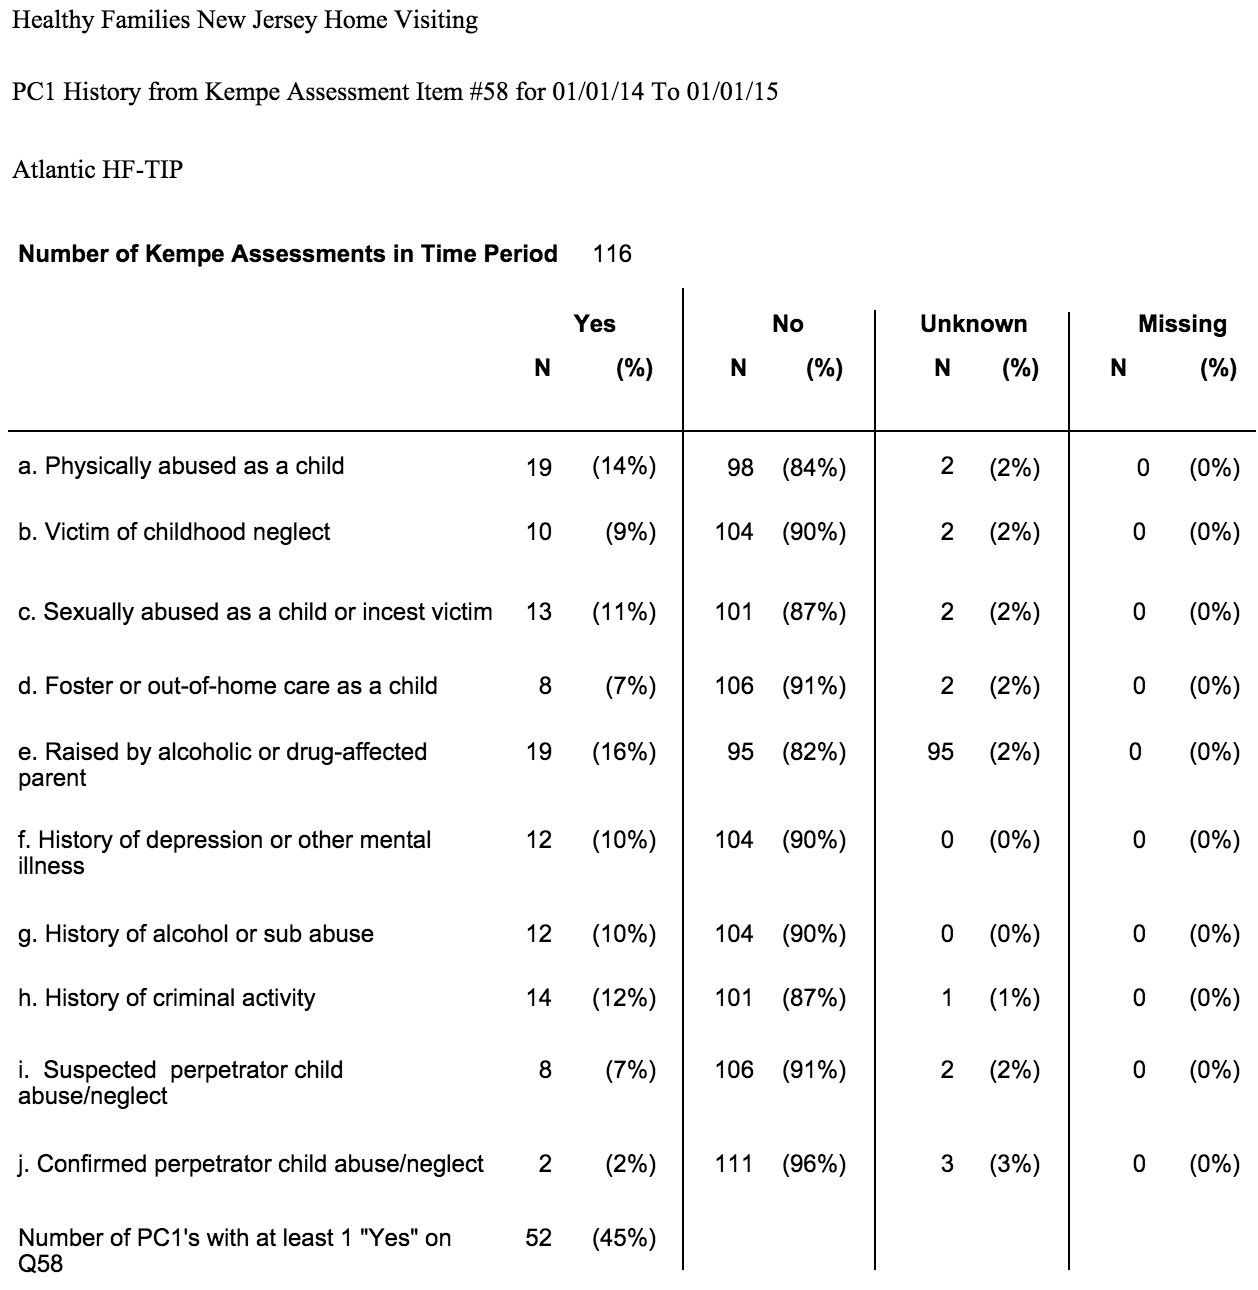 Healthy Families New Jersey Home Visiting
PC1 History from Kempe Assessment Item #58 for 01/01/14 To 01/01/15
Atlantic HF-TIP
Number of Kempe Assessments in Time Period 116
Yes No Unknown Missing
N (%) N (%) N (%) N (%)
a. Physically abused as a child 19 (14%) 98 (84%) 2 (2%) 0 (0%)
b. Victim of childhood neglect 10 (9%) 104 (90%) 2 (2%) 0 (0%)
c. Sexually abused as a child or incest victim 13 (11%) 101 (87%) 2 (2%) 0 (0%)
d. Foster or out-of-home care as a child 8 (7%) 106 (91%) 2 (2%) 0 (0%)
e. Raised by alcoholic or drug-affected 19 (16%) 95 (82%) 95 (2%) 0 (0%)
parent
f. History of depression or other mental 12 (10%) 104 (90%) 0 (0%) 0 (0%)
illness
g. History of alcohol or sub abuse 12 (10%) 104 (90%) 0 (0%) 0 (0%)
h. History of criminal activity 14 (12%) 101 (87%) 1 (1%) 0 (0%)
i. Suspected perpetrator child 8 (7%) 106 (91%) 2 (2%) 0 (0%)
abuse/neglect
j. Confirmed perpetrator child abuse/neglect 2 (2%) 111 (96%) 3 (3%) 0 (0%)
Number of PC1's with at least 1 "Yes" on 52 (45%)
Q58